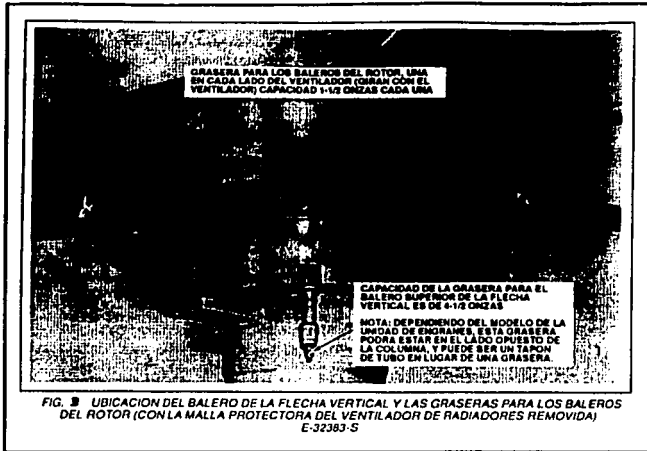 GRASERA PARA LOS BALEROS DEL ROTOR, UNA
EN CADA LADO DEL VENTILADOR (GIRAN CON EL
VENTILADOR) CAPACIDAD 1-1/2 ONZAS CADA UNA
CAPACIDAD DE LA GRASERA PARA EL
BALERO SUPERIOR DE LA FLECHA
VERTICAL ES DE 4-1/2 ONZAS
NOTA: DEPENDIENDO DEL MODELO DE LA
UNIDAD DE ENGRANES, ESTA GRASERA
PODRA ESTAR EN EL LADO OPUESTO DE
LA COLUMNA, Y PUEDE SER UN TAPON
DE TUBO EN LUGAR DE UNA GRASERA.
FIG. 3 UBICACION DEL BALERO DE LA FLECHA VERTICAL Y LAS GRASERAS PARA LOS BALEROS
DEL ROTOR (CON LA MALLA PROTECTORA DEL VENTILADOR DE RADIADORES REMOVIDA)
E-32383-S